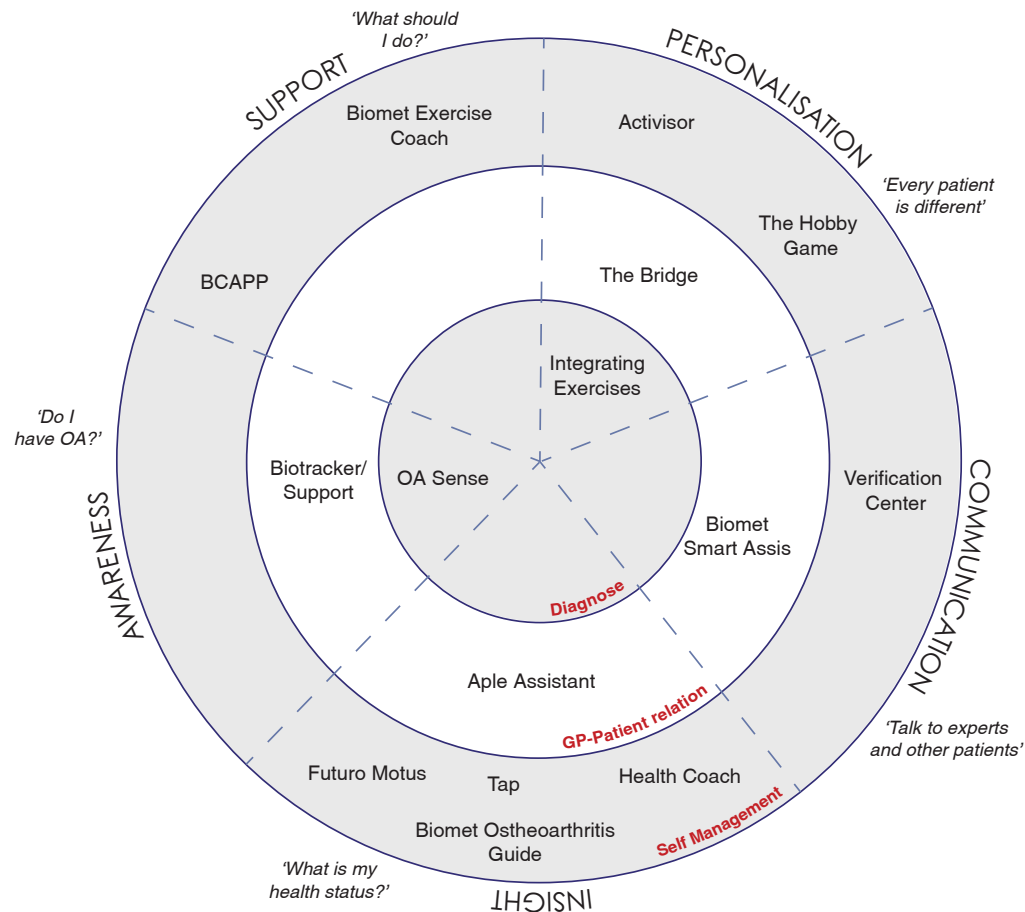 ‘What should
I do?’
SUPPORT
PERSONALISATION
Biomet Exercise
Coach
Activisor
‘Every patient
is different’
The Hobby
Game
BCAPP
The Bridge
Integrating
Exercises
‘Do I
have OA?’
Biotracker/
Support
OA Sense
Verification
Center
Biomet
Smart Assis
AWARENESS
COMMUNICATION
Diagnose
Aple Assistant
GP-Patient relation
‘Talk to experts
and other patients’
Futuro Motus
Tap
Health Coach
Self Management
Biomet Ostheoarthritis
Guide
‘What is my
health status?’
INSIGHT